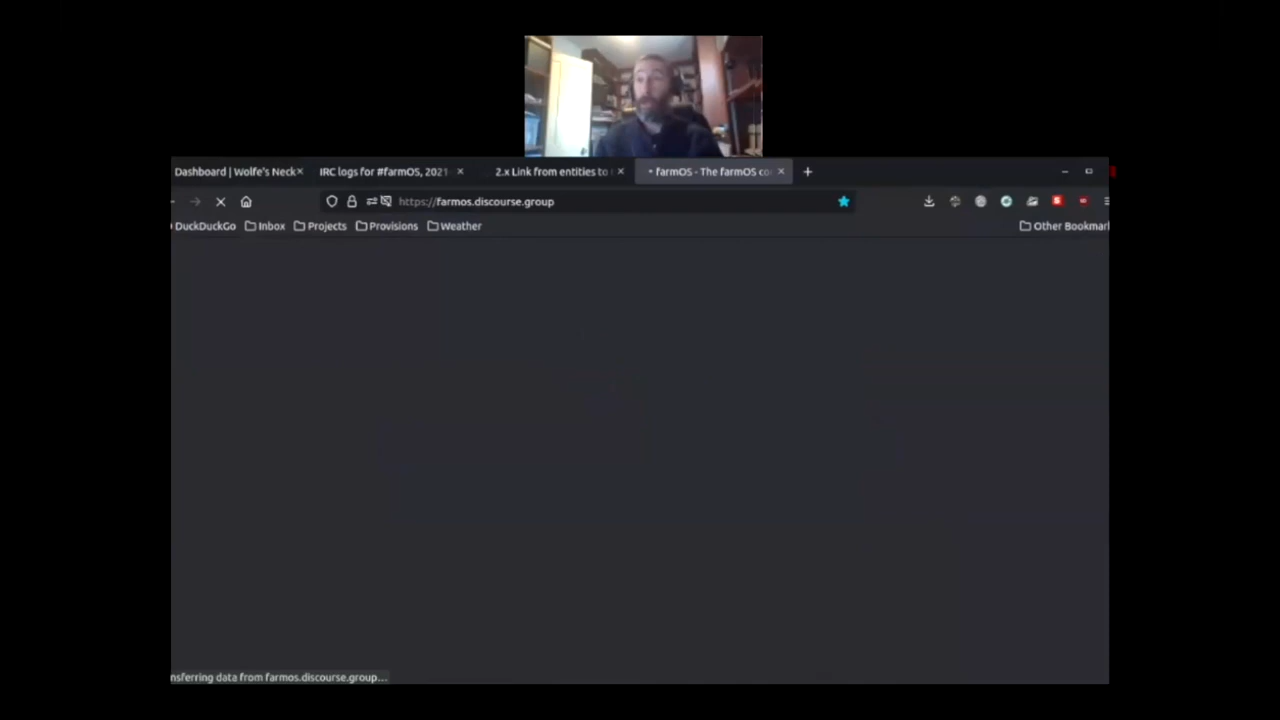 Dashboard | Wolfe's Neck IRC logs for #farmOS, 2021 2.x Link from entities to farmOS - The farmOS co
https://farmos.discourse.group
DuckDuckGo Inbox Projects Provisions Weather Other Bookmar
nsferring data from farmos.discourse.group...